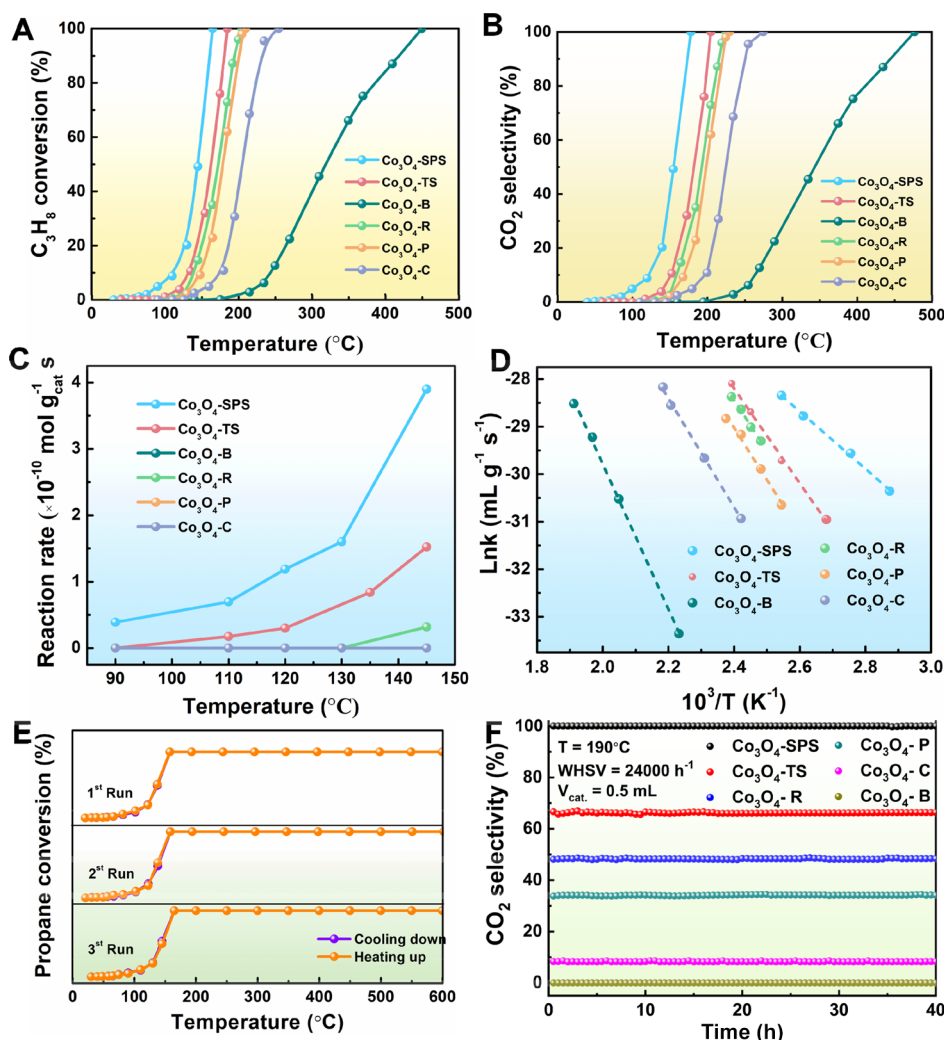 A
C₃H₈ conversion (%)
100
80
60
40
20
0
Co₃O₄-SPS
Co₃O₄-TS
Co₃O₄-B
Co₃O₄-R
Co₃O₄-P
Co₃O₄-C
0 100 200 300 400 500
Temperature (°C)
B
CO₂ selectivity (%)
100
80
60
40
20
0
Co₃O₄-SPS
Co₃O₄-TS
Co₃O₄-B
Co₃O₄-R
Co₃O₄-P
Co₃O₄-C
0 100 200 300 400 500
Temperature (°C)
C
Reaction rate (×10⁻¹⁰ mol g⁻¹cat s
4
3
2
1
0
Co₃O₄-SPS
Co₃O₄-TS
Co₃O₄-B
Co₃O₄-R
Co₃O₄-P
Co₃O₄-C
90 100 110 120 130 140 150
Temperature (°C)
D
Lnk (mL g⁻¹ s⁻¹)
-28
-29
-30
-31
-32
-33
Co₃O₄-SPS
Co₃O₄-TS
Co₃O₄-B
Co₃O₄-R
Co₃O₄-P
Co₃O₄-C
1.8 2.0 2.2 2.4 2.6 2.8 3.0
10³/T (K⁻¹)
E
Propane conversion (%)
1ˢᵗ Run
2ˢᵗ Run
3ˢᵗ Run
Cooling down
Heating up
0 100 200 300 400 500 600
Temperature (°C)
F
CO₂ selectivity (%)
100
80
60
40
20
0
T = 190°C
WHSV = 24000 h⁻¹
Vcat. = 0.5 mL
Co₃O₄-SPS
Co₃O₄-TS
Co₃O₄- R
Co₃O₄- P
Co₃O₄- C
Co₃O₄- B
0 10 20 30 40
Time (h)